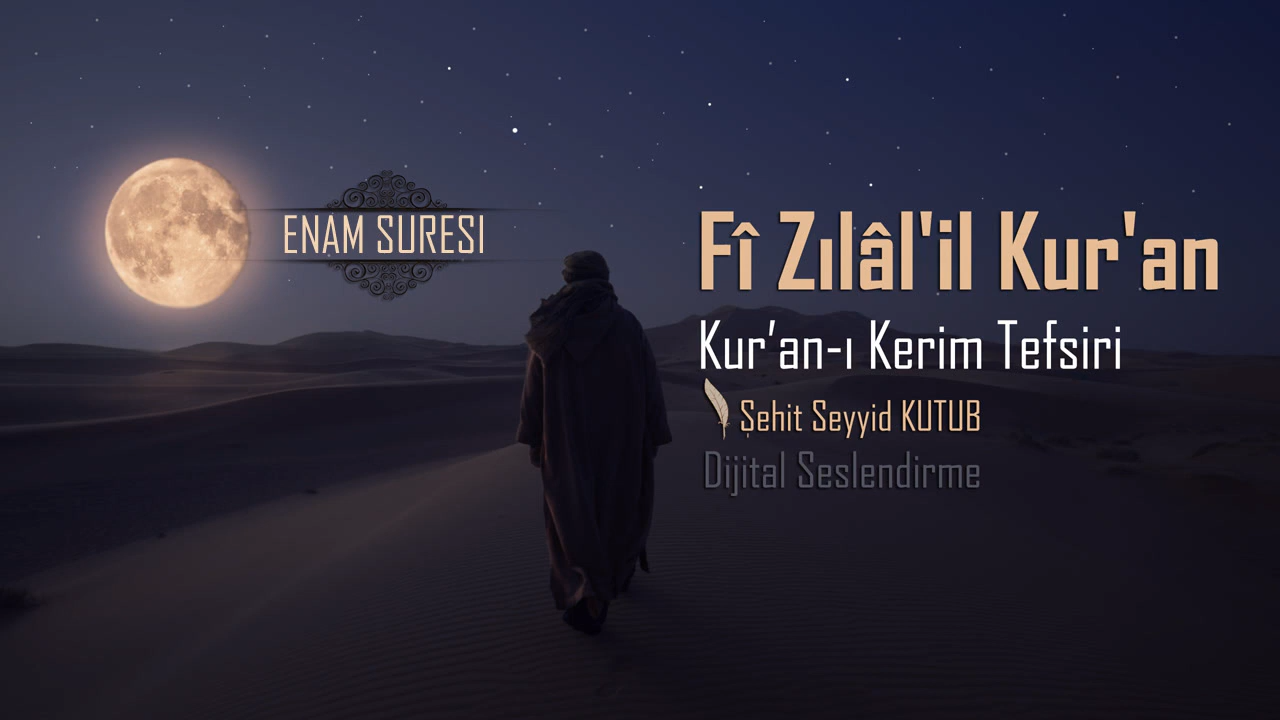 ENAM SURESI
Fî Zılâl'il Kur'an
Kur'an-ı Kerim Tefsiri
Şehit Seyyid KUTUB
Dijital Seslendirme